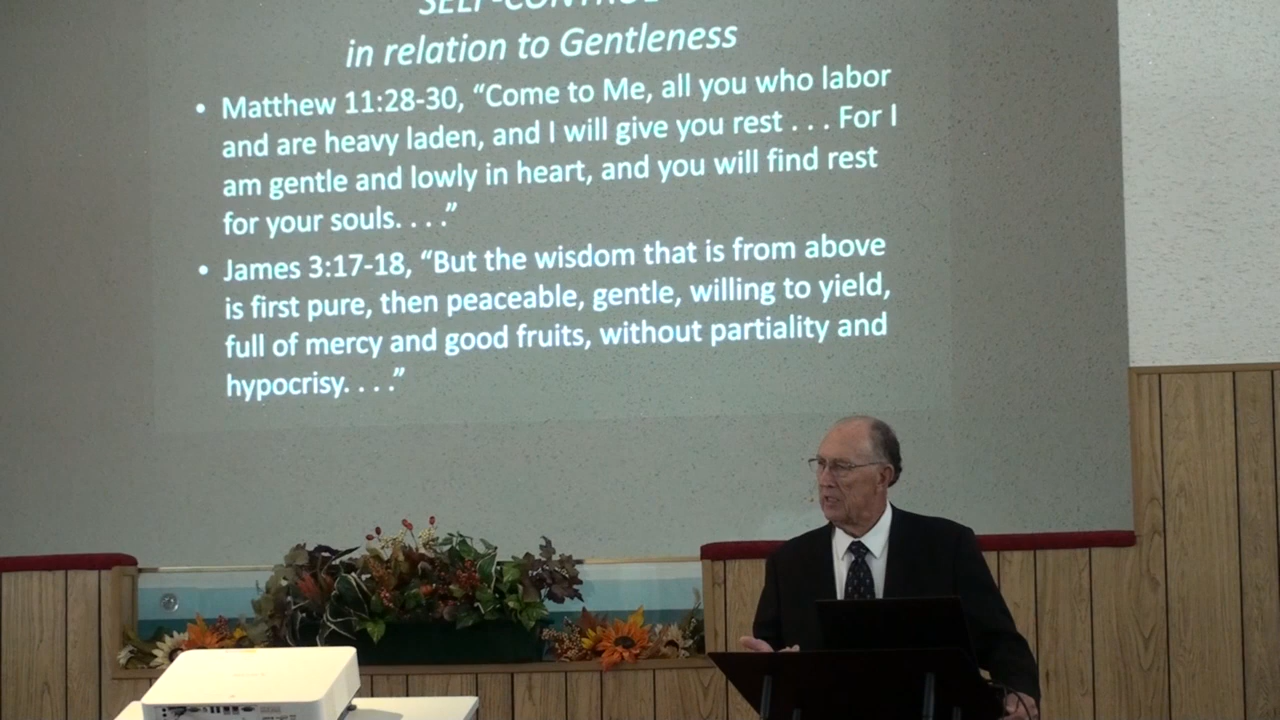 SELF-CONTROL
in relation to Gentleness
• Matthew 11:28-30, “Come to Me, all you who labor
and are heavy laden, and I will give you rest . . . For I
am gentle and lowly in heart, and you will find rest
for your souls. . . .”
• James 3:17-18, “But the wisdom that is from above
is first pure, then peaceable, gentle, willing to yield,
full of mercy and good fruits, without partiality and
hypocrisy. . . .”